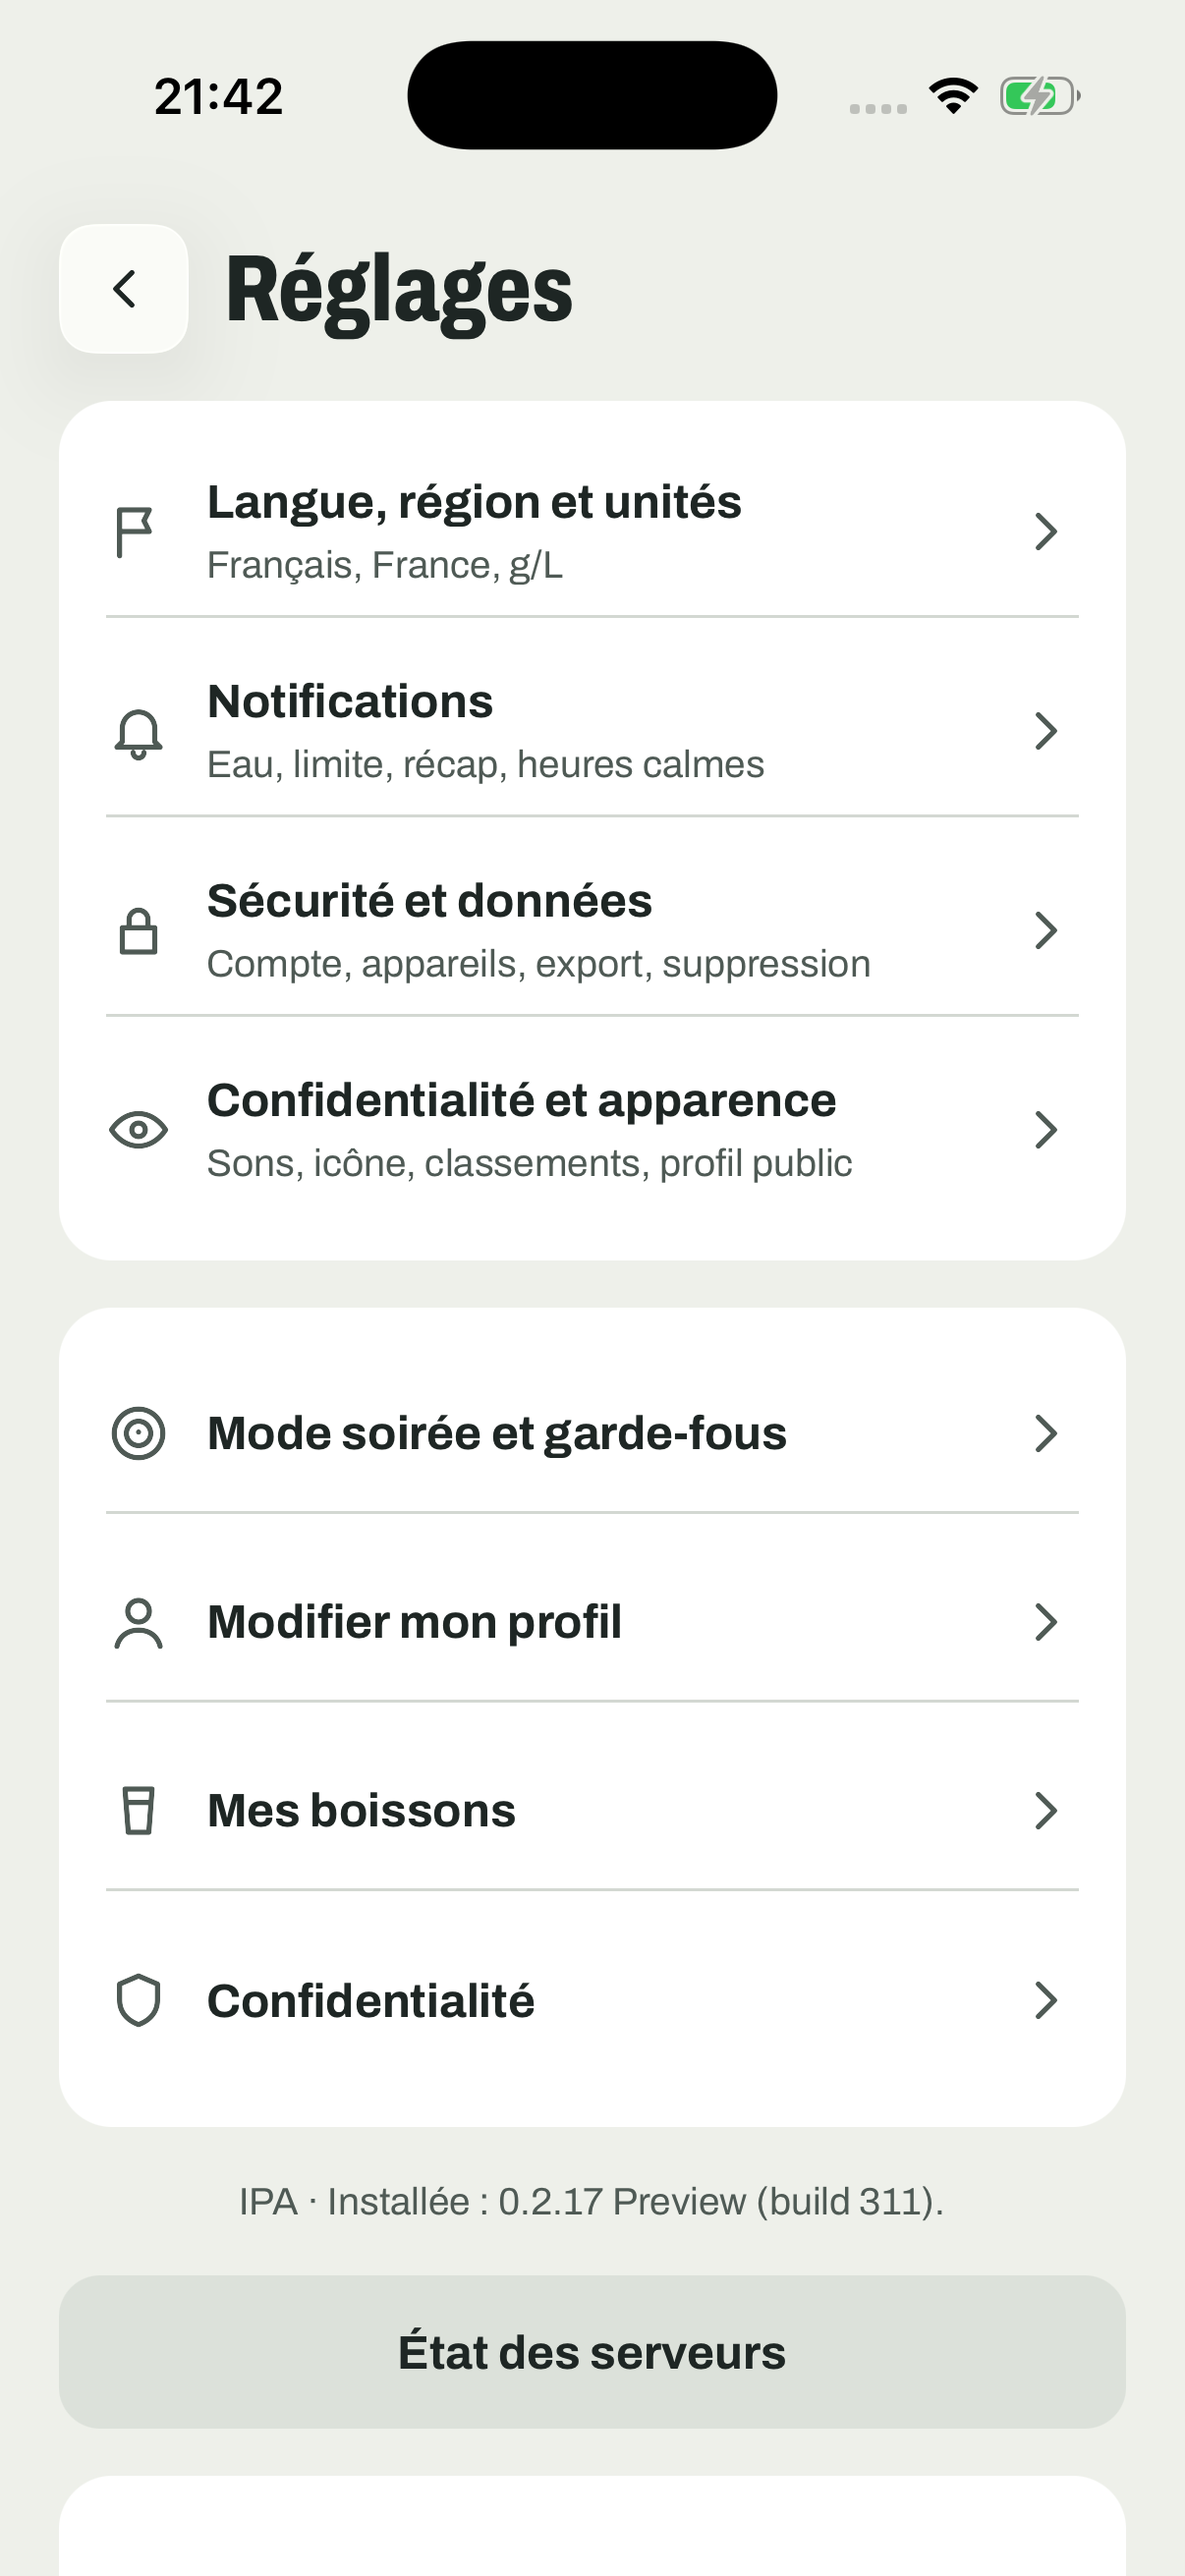 21:42
Réglages
Langue, région et unités
Français, France, g/L
Notifications
Eau, limite, récap, heures calmes
Sécurité et données
Compte, appareils, export, suppression
Confidentialité et apparence
Sons, icône, classements, profil public
Mode soirée et garde-fous
Modifier mon profil
Mes boissons
Confidentialité
IPA · Installée : 0.2.17 Preview (build 311).
État des serveurs